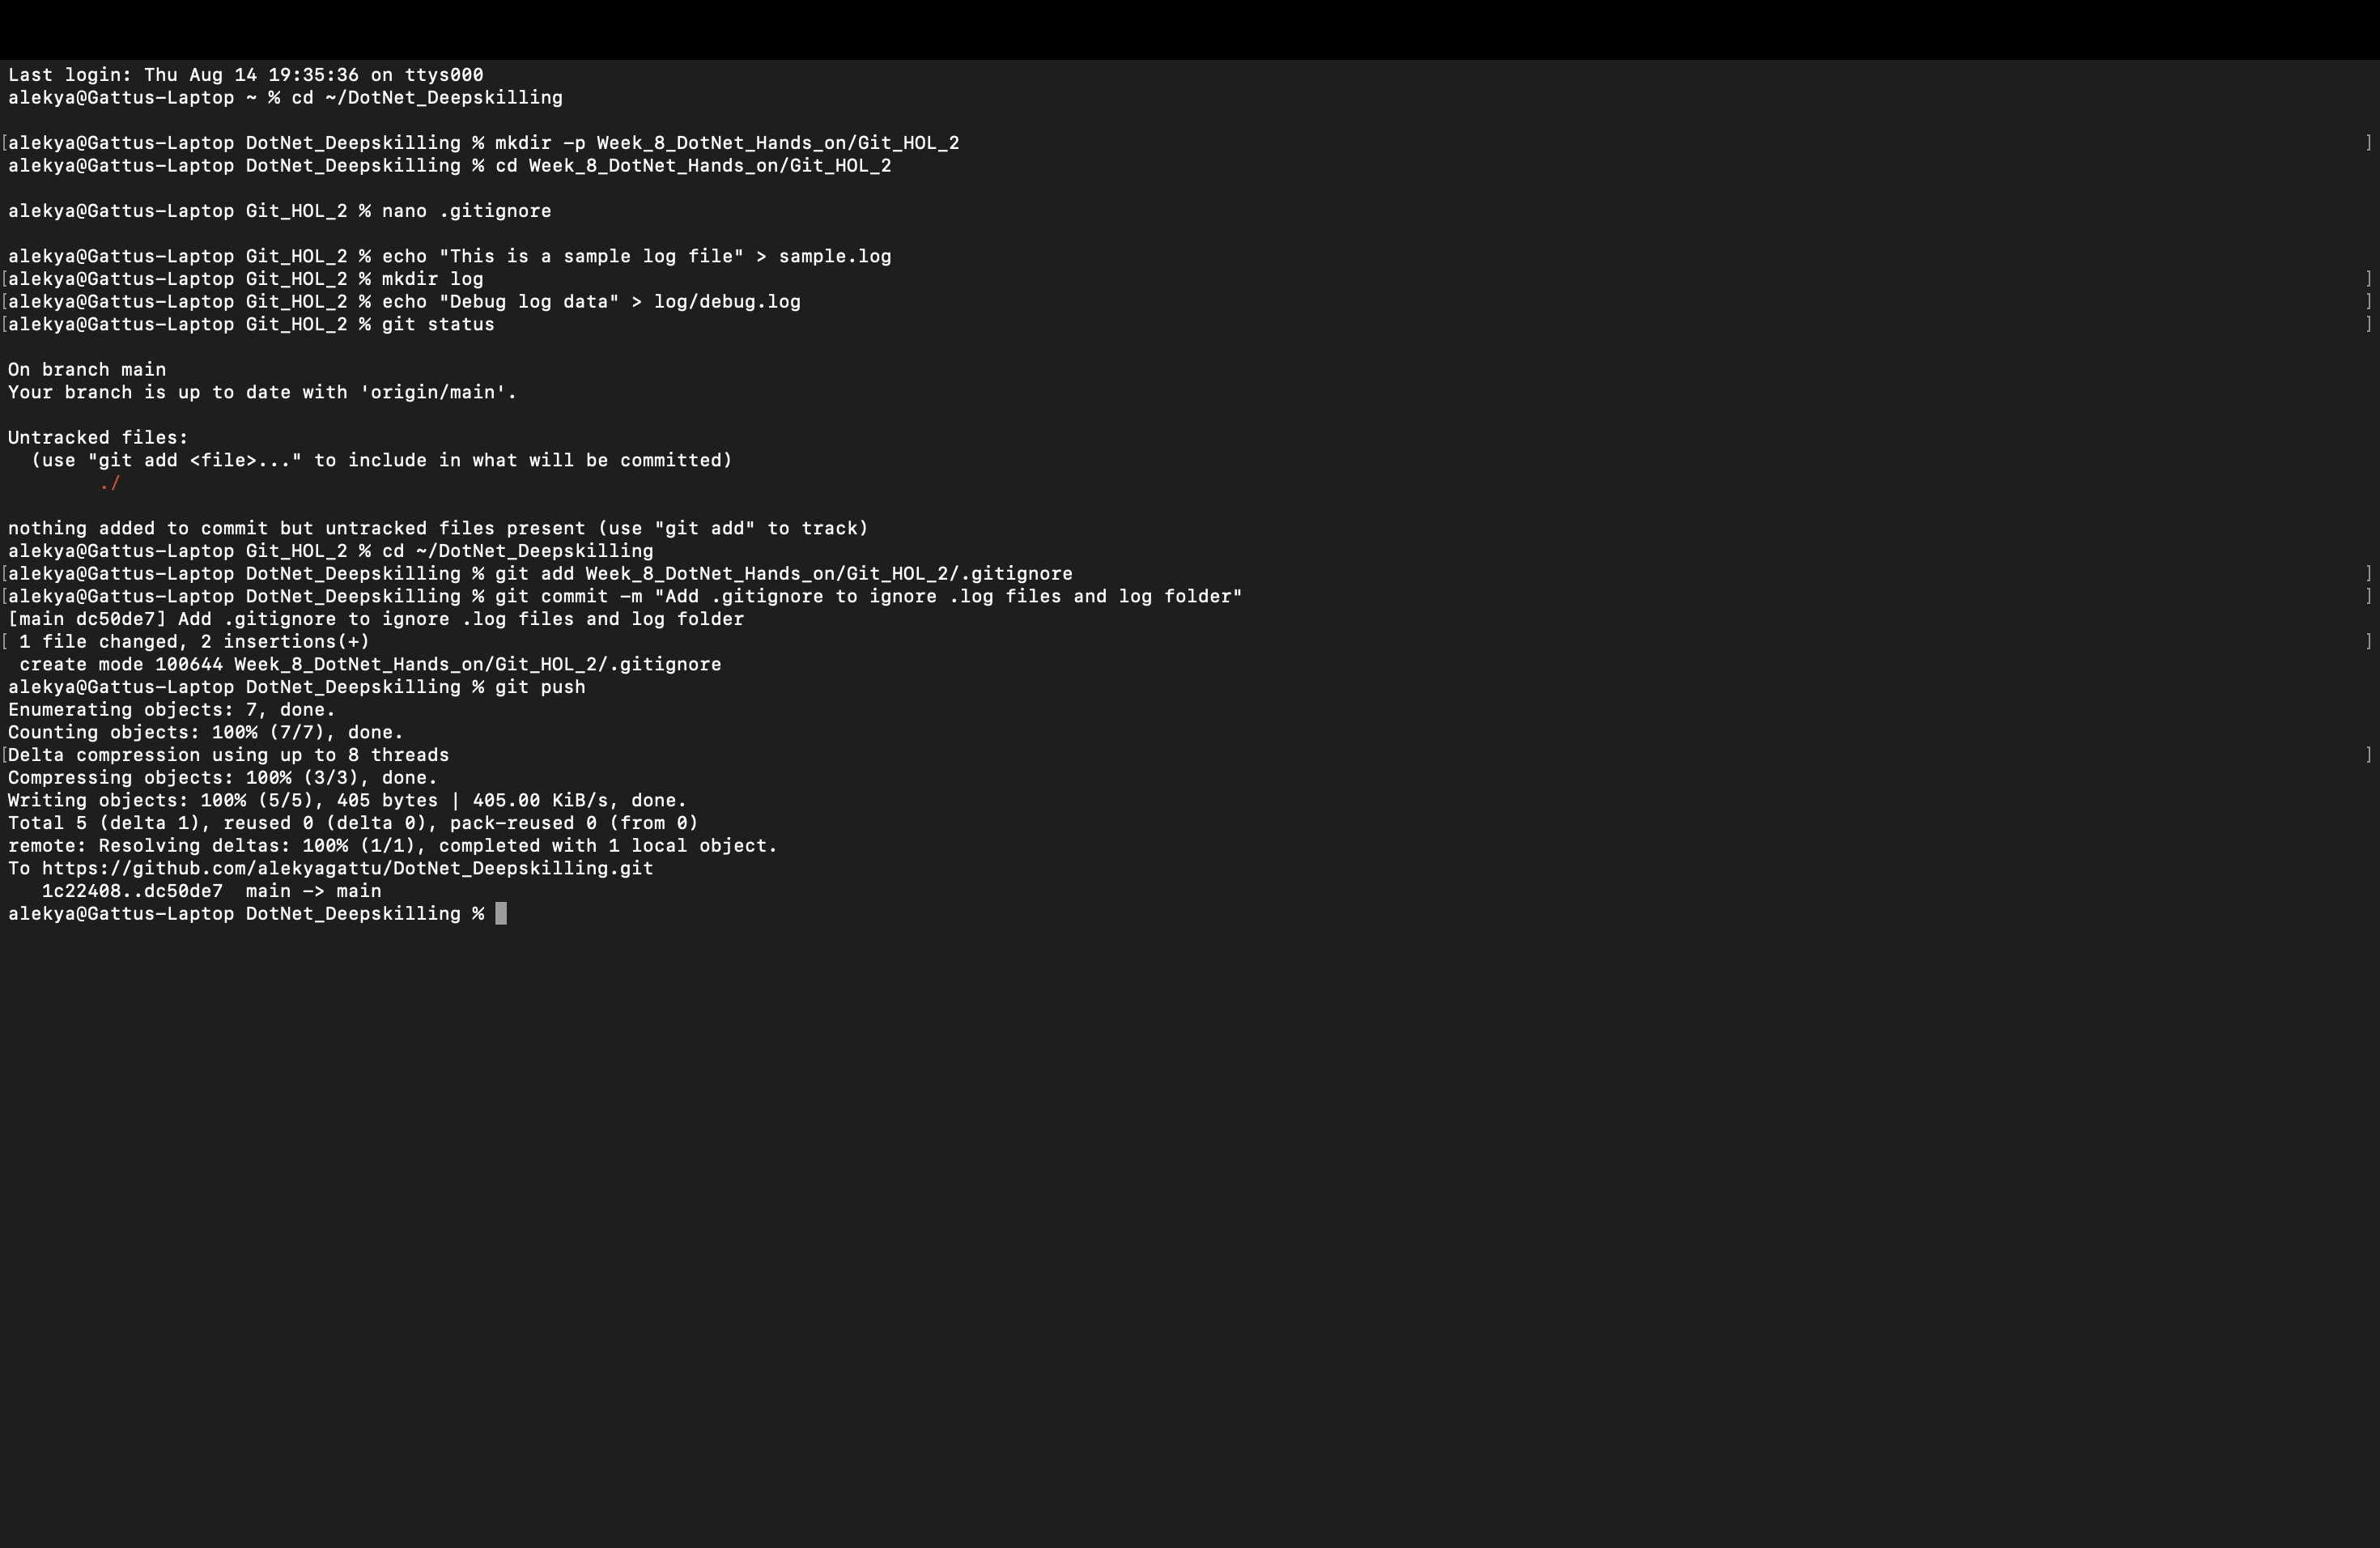 Last login: Thu Aug 14 19:35:36 on ttys000
alekya@Gattus-Laptop ~ % cd ~/DotNet_Deepskilling
[alekya@Gattus-Laptop DotNet_Deepskilling % mkdir -p Week_8_DotNet_Hands_on/Git_HOL_2 ]
alekya@Gattus-Laptop DotNet_Deepskilling % cd Week_8_DotNet_Hands_on/Git_HOL_2
alekya@Gattus-Laptop Git_HOL_2 % nano .gitignore
alekya@Gattus-Laptop Git_HOL_2 % echo "This is a sample log file" > sample.log
[alekya@Gattus-Laptop Git_HOL_2 % mkdir log ]
[alekya@Gattus-Laptop Git_HOL_2 % echo "Debug log data" > log/debug.log ]
[alekya@Gattus-Laptop Git_HOL_2 % git status ]
On branch main
Your branch is up to date with 'origin/main'.
Untracked files:
  (use "git add <file>..." to include in what will be committed)
        ./
nothing added to commit but untracked files present (use "git add" to track)
alekya@Gattus-Laptop Git_HOL_2 % cd ~/DotNet_Deepskilling
[alekya@Gattus-Laptop DotNet_Deepskilling % git add Week_8_DotNet_Hands_on/Git_HOL_2/.gitignore ]
[alekya@Gattus-Laptop DotNet_Deepskilling % git commit -m "Add .gitignore to ignore .log files and log folder" ]
[main dc50de7] Add .gitignore to ignore .log files and log folder
[ 1 file changed, 2 insertions(+) ]
 create mode 100644 Week_8_DotNet_Hands_on/Git_HOL_2/.gitignore
alekya@Gattus-Laptop DotNet_Deepskilling % git push
Enumerating objects: 7, done.
Counting objects: 100% (7/7), done.
[Delta compression using up to 8 threads ]
Compressing objects: 100% (3/3), done.
Writing objects: 100% (5/5), 405 bytes | 405.00 KiB/s, done.
Total 5 (delta 1), reused 0 (delta 0), pack-reused 0 (from 0)
remote: Resolving deltas: 100% (1/1), completed with 1 local object.
To https://github.com/alekyagattu/DotNet_Deepskilling.git
   1c22408..dc50de7  main -> main
alekya@Gattus-Laptop DotNet_Deepskilling %